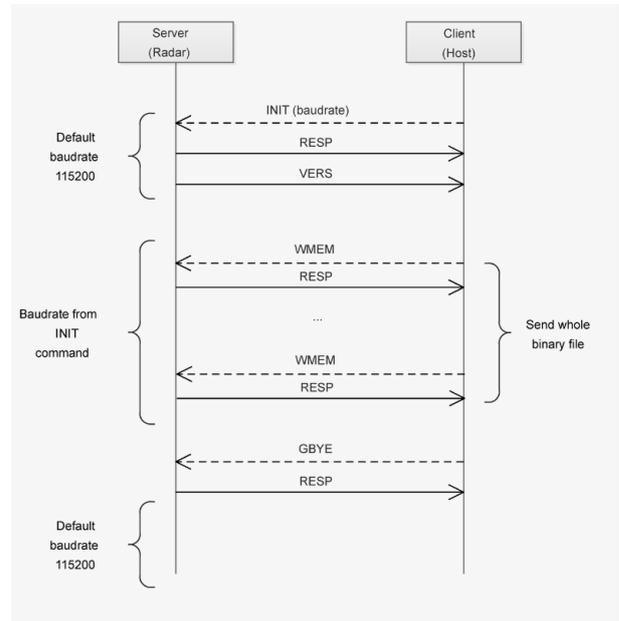 Server
(Radar)
Client
(Host)
INIT (baudrate)
RESP
VERS
Default
baudrate
115200
WMEM
RESP
...
WMEM
RESP
Baudrate from
INIT
command
Send whole
binary file
GBYE
RESP
Default
baudrate
115200